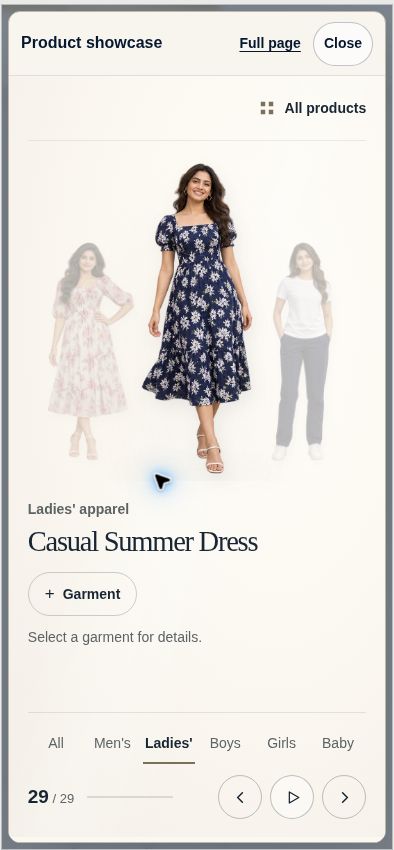 Product showcase Full page Close
All products
Ladies' apparel
Casual Summer Dress
+ Garment
Select a garment for details.
All Men's Ladies' Boys Girls Baby
29 / 29